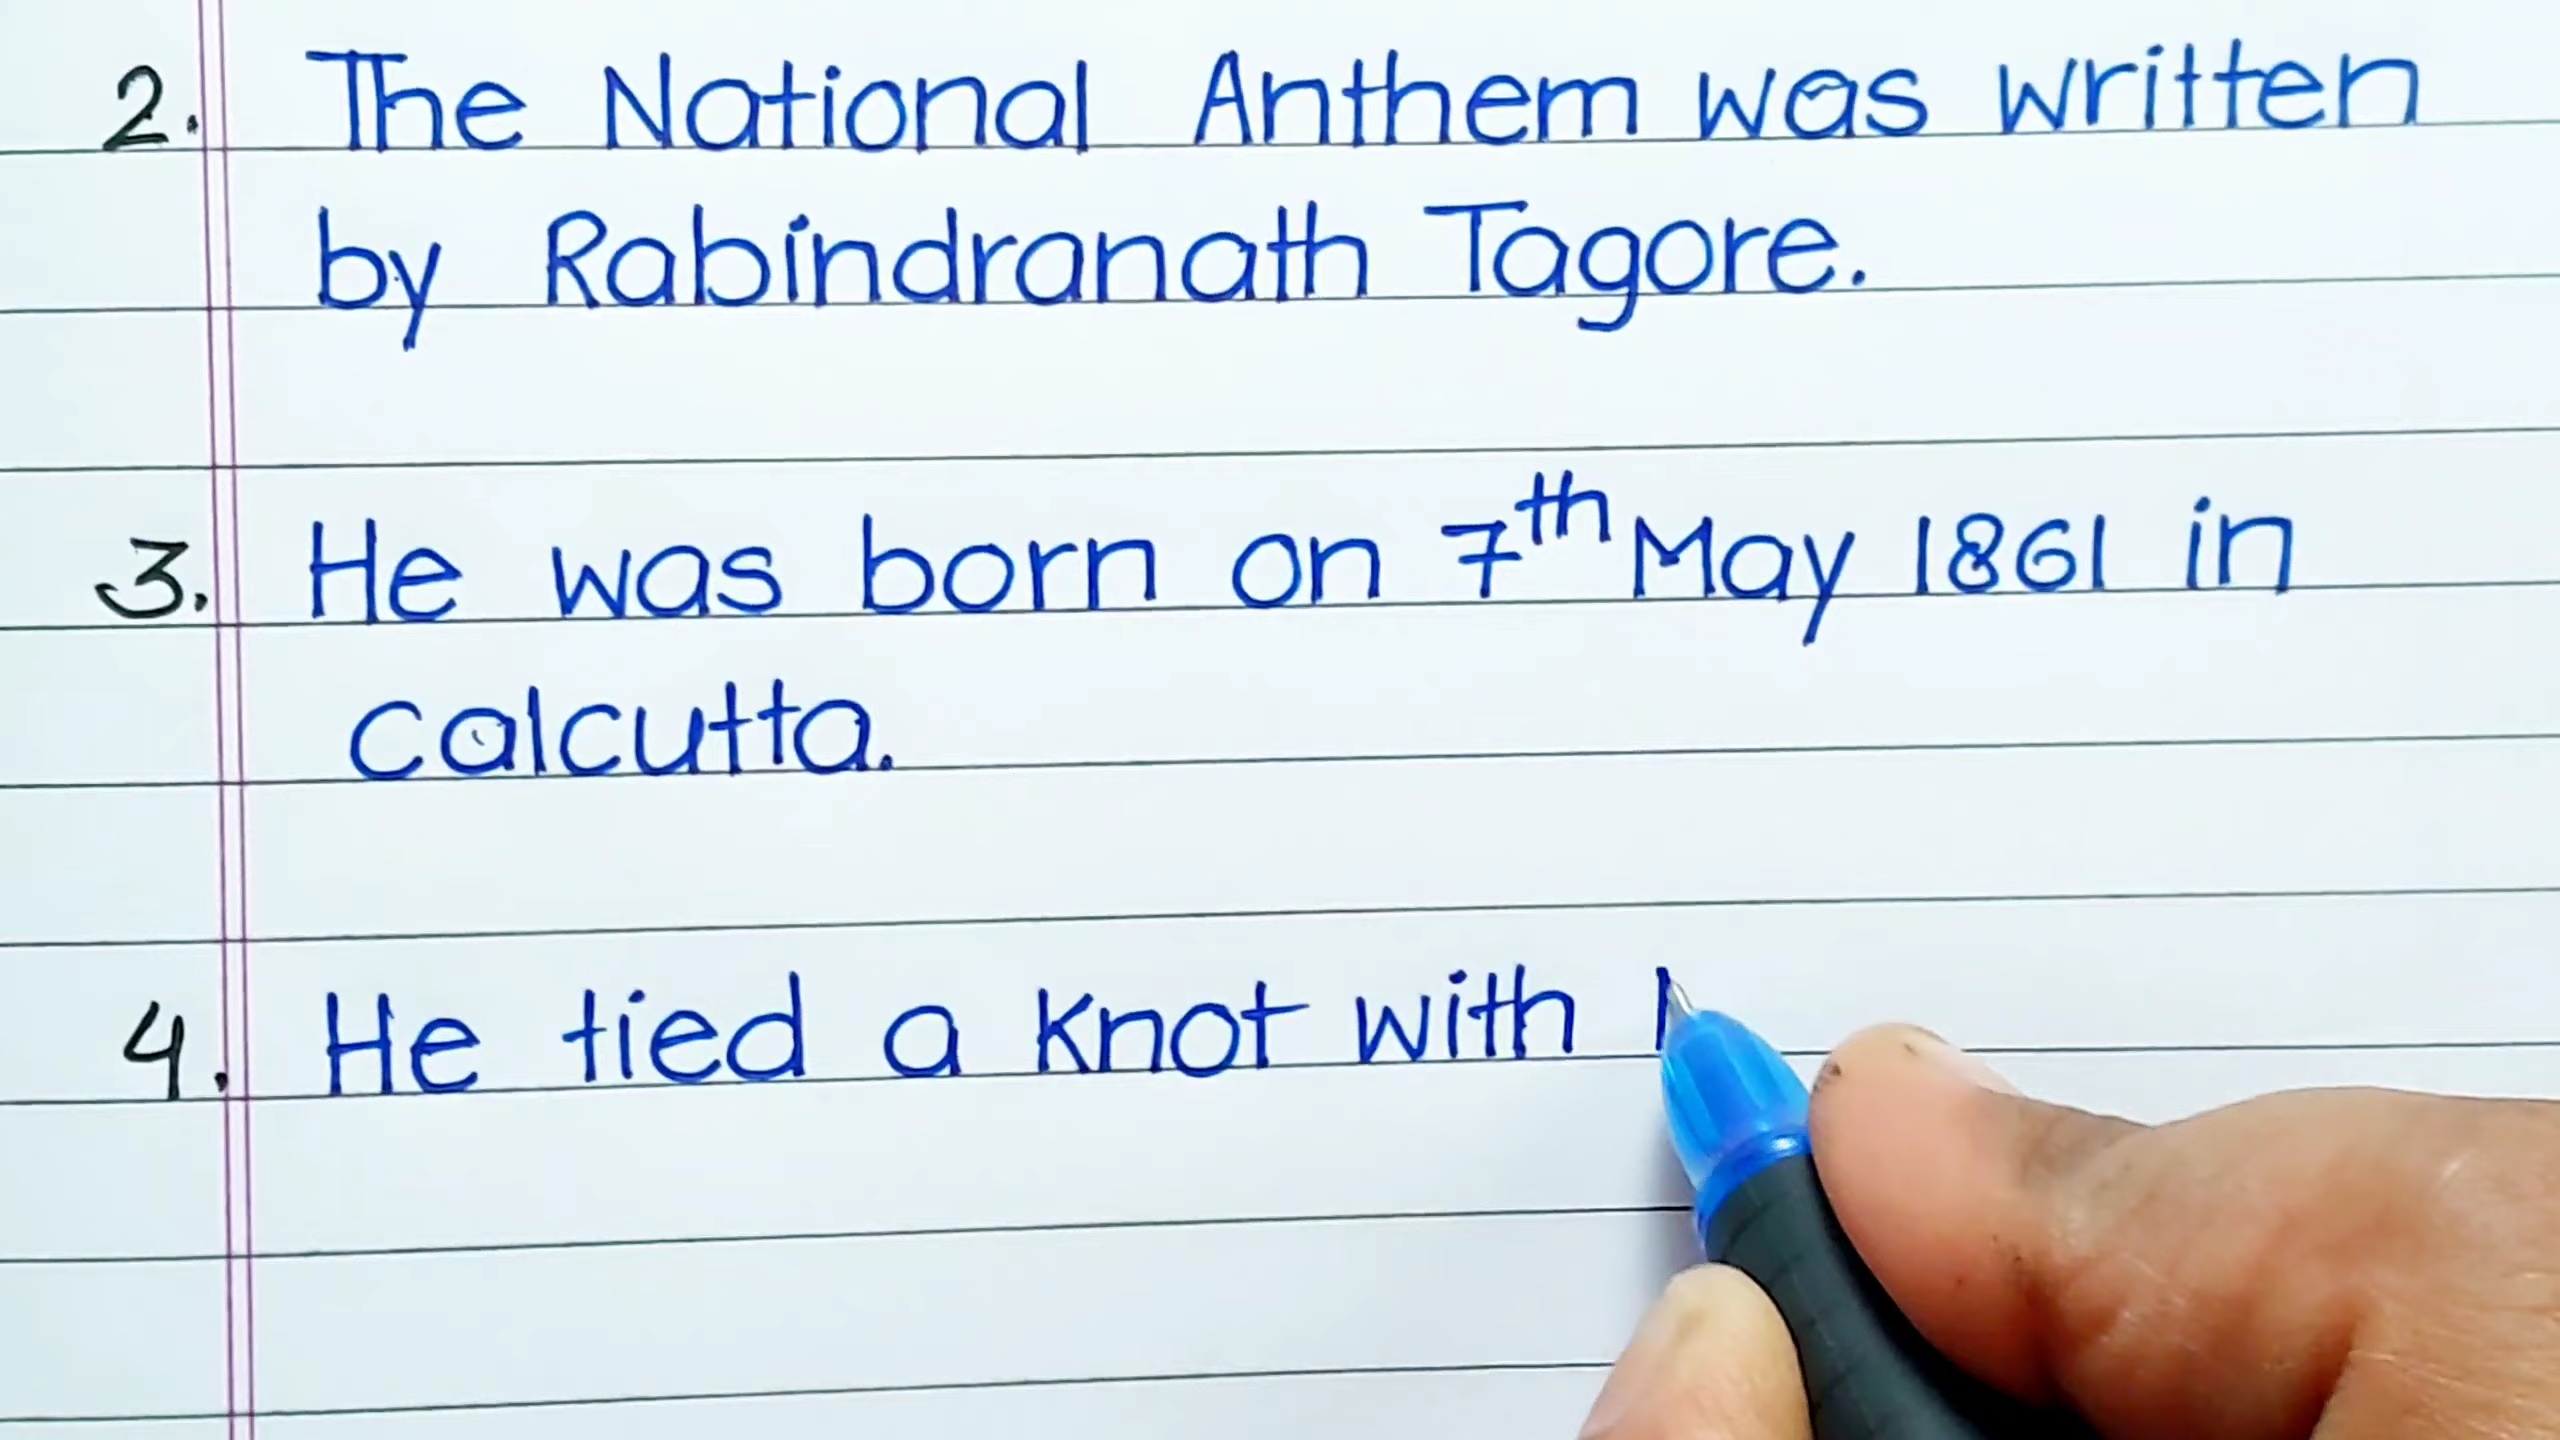 2. The National Anthem was written
by Rabindranath Tagore.
3. He was born on 7th May 1861 in
calcutta.
4. He tied a knot with